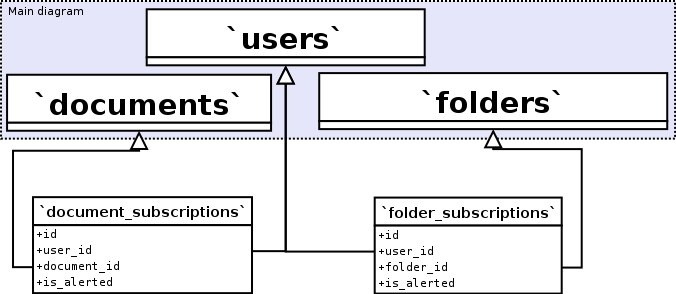 Main diagram
`users`
`documents`
`folders`
`document_subscriptions`
+id
+user_id
+document_id
+is_alerted
`folder_subscriptions`
+id
+user_id
+folder_id
+is_alerted